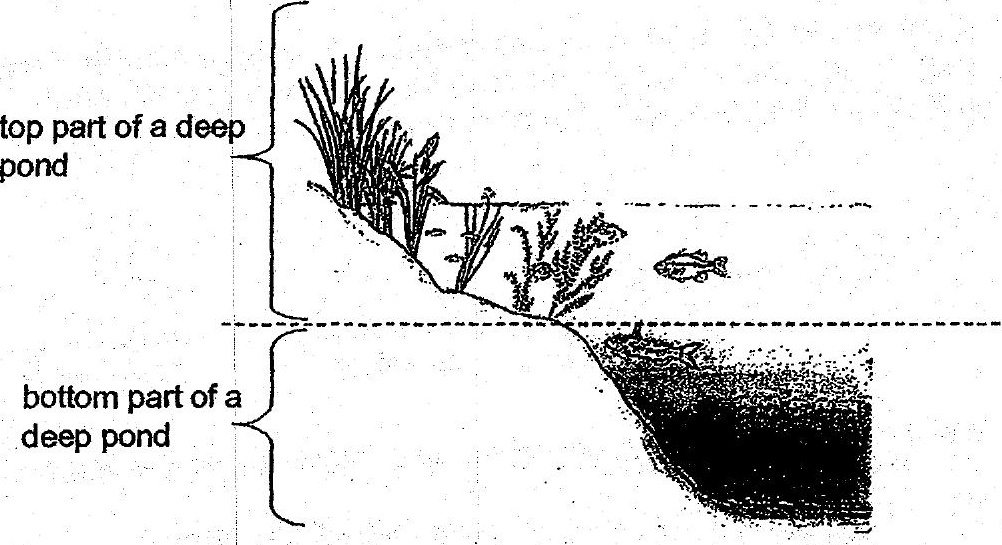 top part of a deep
pond
bottom part of a
deep pond